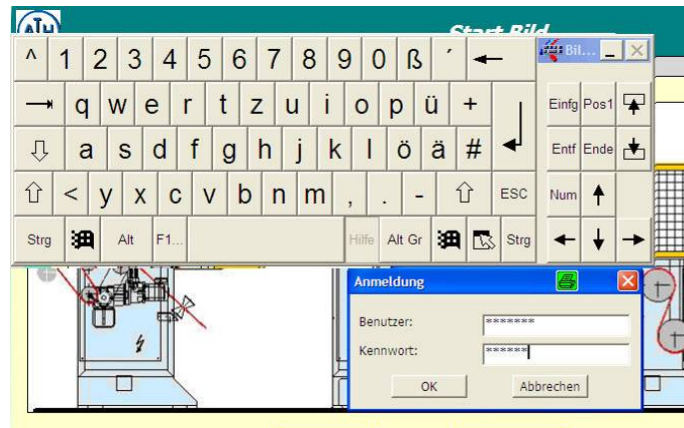 ATH
Start Bild
Bil...
^ 1 2 3 4 5 6 7 8 9 0 ß ´
q w e r t z u i o p ü +
Einfg Pos1
a s d f g h j k l ö ä #
Entf Ende
< y x c v b n m , . - ESC
Num
Strg Alt F1... Hilfe Alt Gr Strg
Anmeldung
Benutzer: *******
Kennwort: ******
OK Abbrechen